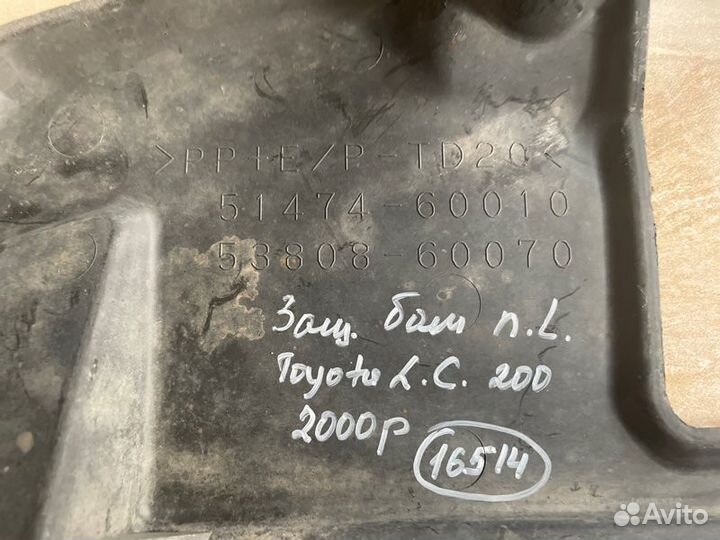 >PP+E/P-TD20<
51474-60010
53808-60070
Защ. бам п.L.
Toyota L.C. 200
2000р
16514
Avito